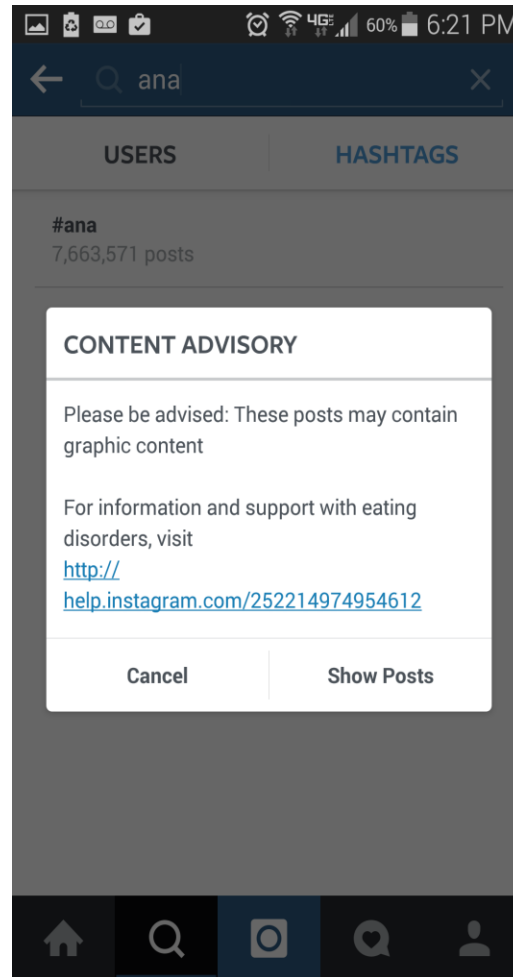 4GE 60% 6:21 PM
ana
USERS HASHTAGS
#ana
7,663,571 posts
CONTENT ADVISORY
Please be advised: These posts may contain
graphic content
For information and support with eating
disorders, visit
http://
help.instagram.com/252214974954612
Cancel Show Posts